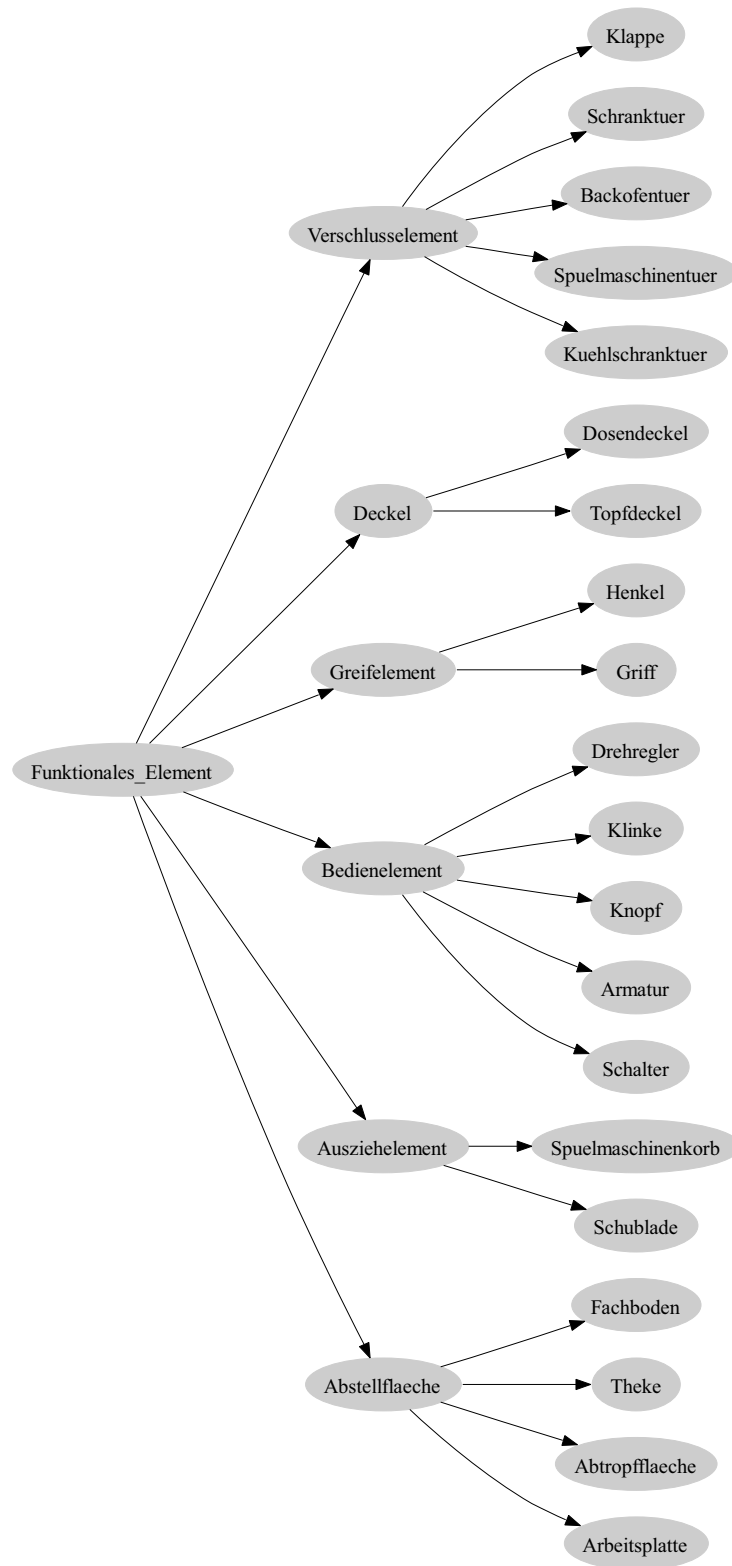 Klappe
Schranktuer
Backofentuer
Verschlusselement
Spuelmaschinentuer
Kuehlschranktuer
Dosendeckel
Deckel
Topfdeckel
Henkel
Greifelement
Griff
Drehregler
Funktionales_Element
Klinke
Bedienelement
Knopf
Armatur
Schalter
Ausziehelement
Spuelmaschinenkorb
Schublade
Fachboden
Abstellflaeche
Theke
Abtropfflaeche
Arbeitsplatte